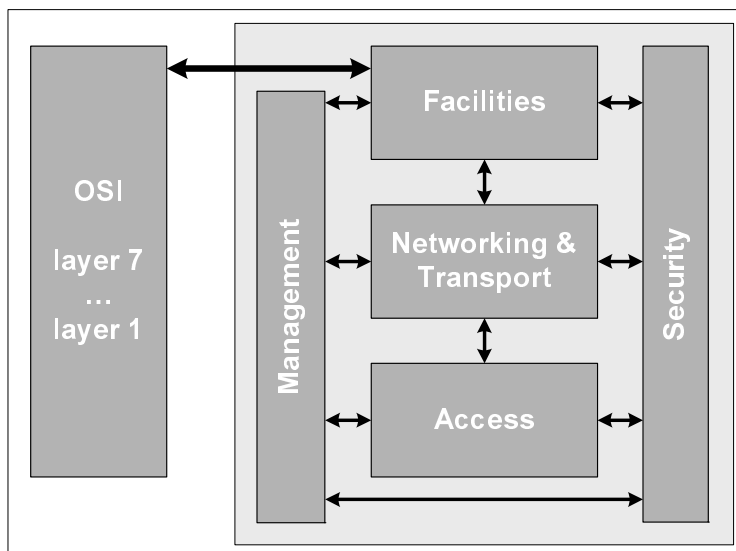 OSI
layer 7
...
layer 1
Management
Facilities
Networking &
Transport
Access
Security